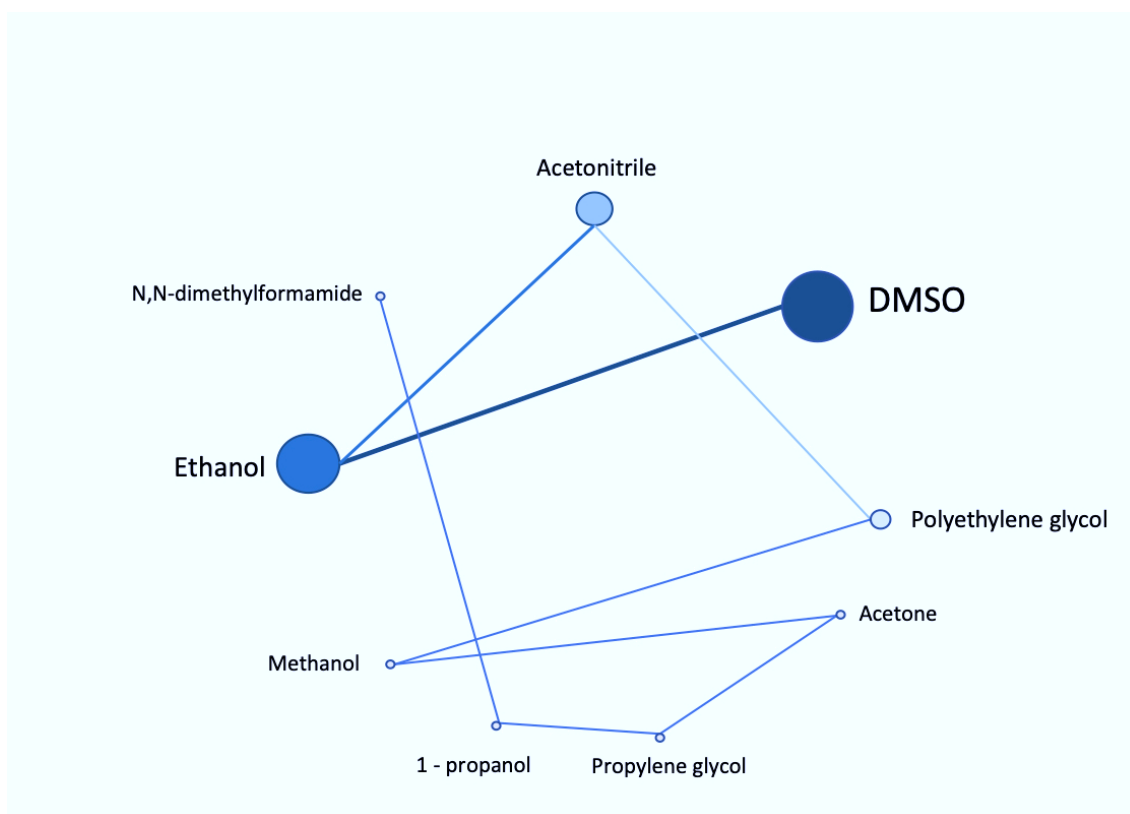 Acetonitrile
N,N-dimethylformamide
DMSO
Ethanol
Polyethylene glycol
Acetone
Methanol
1 - propanol
Propylene glycol